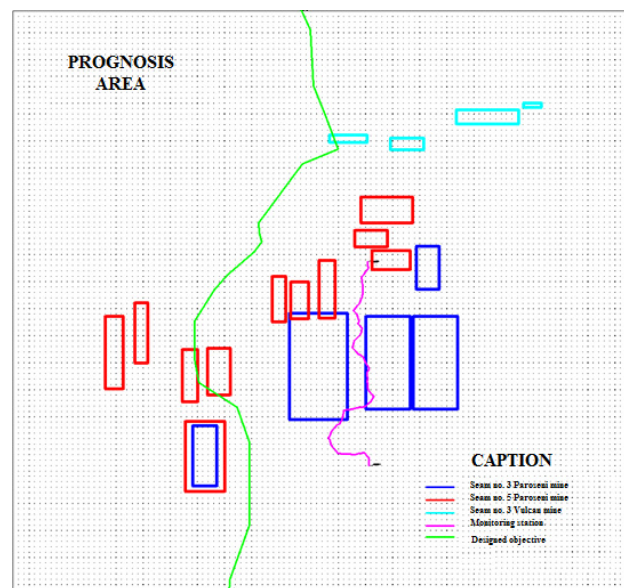 PROGNOSIS
AREA
CAPTION
Seam no. 3 Paroseni mine
Seam no. 5 Paroseni mine
Seam no. 3 Vulcan mine
Monitoring station
Designed objective